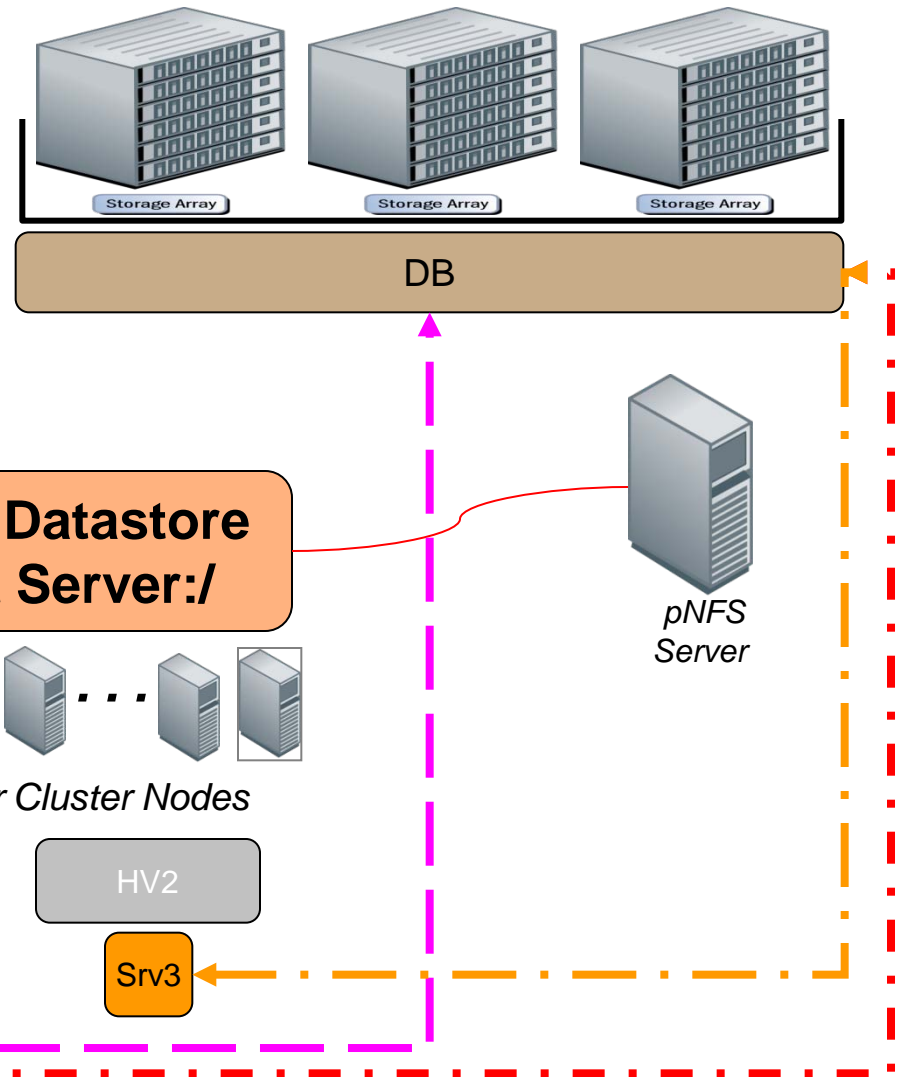 Storage Array
Storage Array
Storage Array
DB
Datastore
Server:/
pNFS
Server
. . .
Cluster Nodes
HV2
Srv3